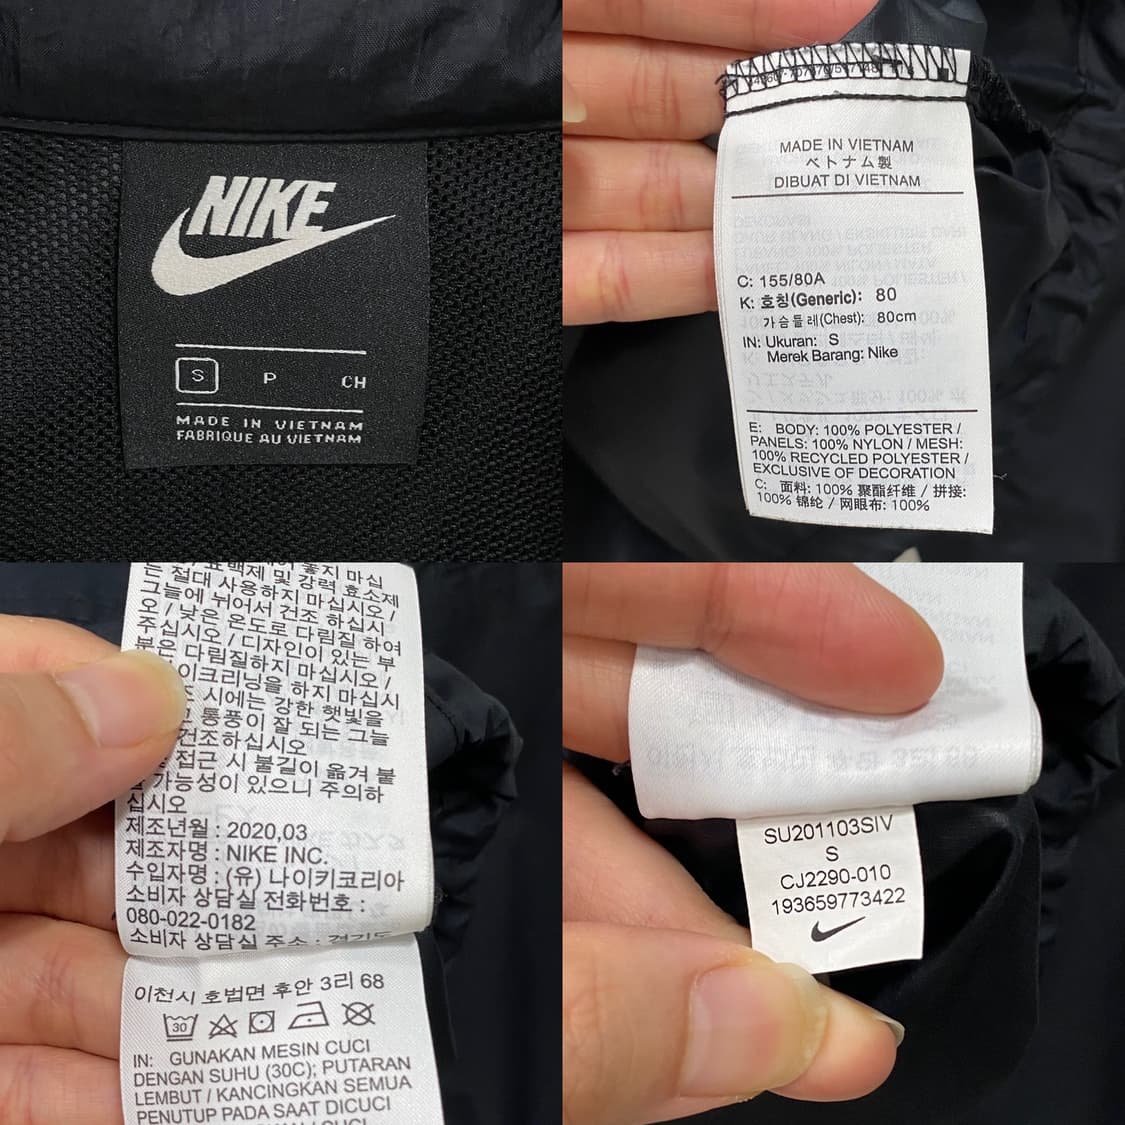 NIKE
S P CH
MADE IN VIETNAM
FABRIQUE AU VIETNAM
MADE IN VIETNAM
ベトナム製
DIBUAT DI VIETNAM
C: 155/80A
K: 호칭(Generic): 80
가슴둘레(Chest): 80cm
IN: Ukuran: S
Merek Barang: Nike
E: BODY: 100% POLYESTER /
PANELS: 100% NYLON / MESH:
100% RECYCLED POLYESTER /
EXCLUSIVE OF DECORATION
C: 面料: 100% 聚酯纤维 / 拼接:
100% 锦纶 / 网眼布: 100%
표백제 및 강력 효소제
는 절대 사용하지 마십시오 /
그늘에 뉘어서 건조 하십시
오 / 낮은 온도로 다림질 하여
주십시오 / 디자인이 있는 부
분은 다림질하지 마십시오 /
이크리닝을 하지 마십시
시에는 강한 햇빛을
고 통풍이 잘 되는 그늘
건조하십시오
접근 시 불길이 옮겨 붙
가능성이 있으니 주의하
십시오
제조년월 : 2020,03
제조자명 : NIKE INC.
수입자명 : (유) 나이키코리아
소비자 상담실 전화번호 :
080-022-0182
소비자 상담실 주소 : 경기도
이천시 호법면 후안 3리 68
30
IN: GUNAKAN MESIN CUCI
DENGAN SUHU (30C); PUTARAN
LEMBUT / KANCINGKAN SEMUA
PENUTUP PADA SAAT DICUCI
SU201103SIV
S
CJ2290-010
193659773422